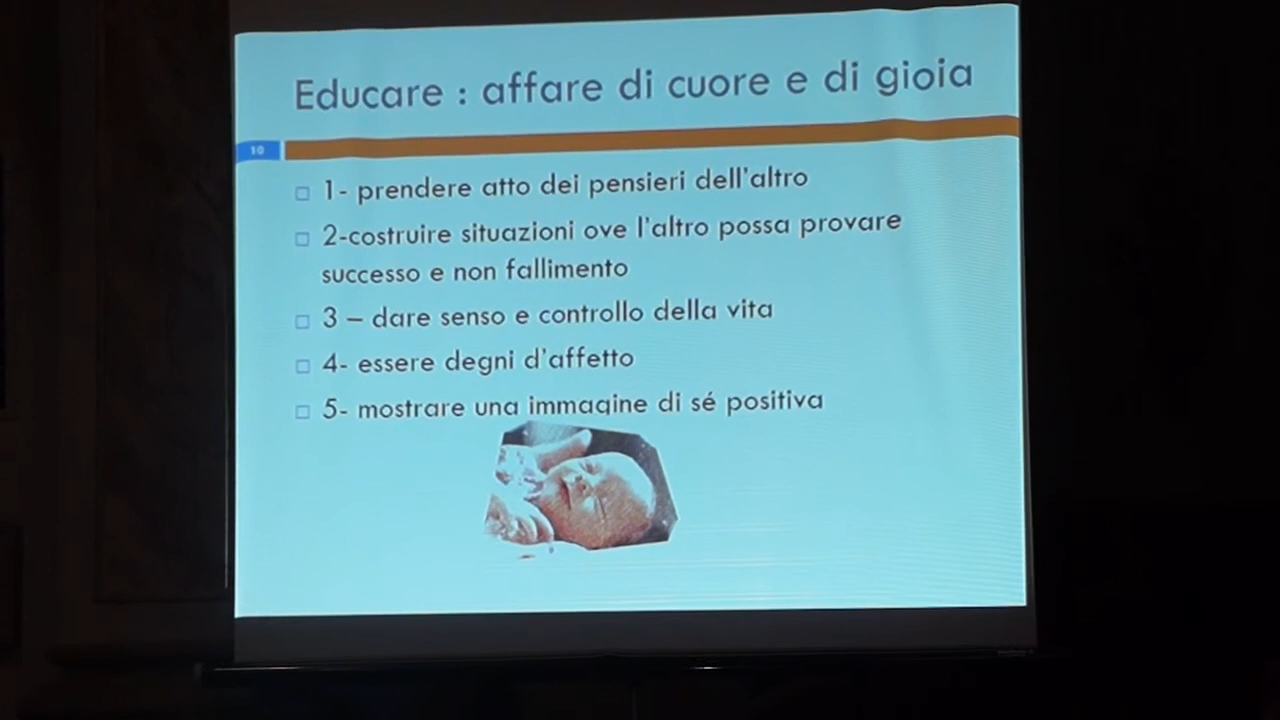 Educare : affare di cuore e di gioia
10
1- prendere atto dei pensieri dell'altro
2-costruire situazioni ove l'altro possa provare
successo e non fallimento
3 – dare senso e controllo della vita
4- essere degni d'affetto
5- mostrare una immagine di sé positiva